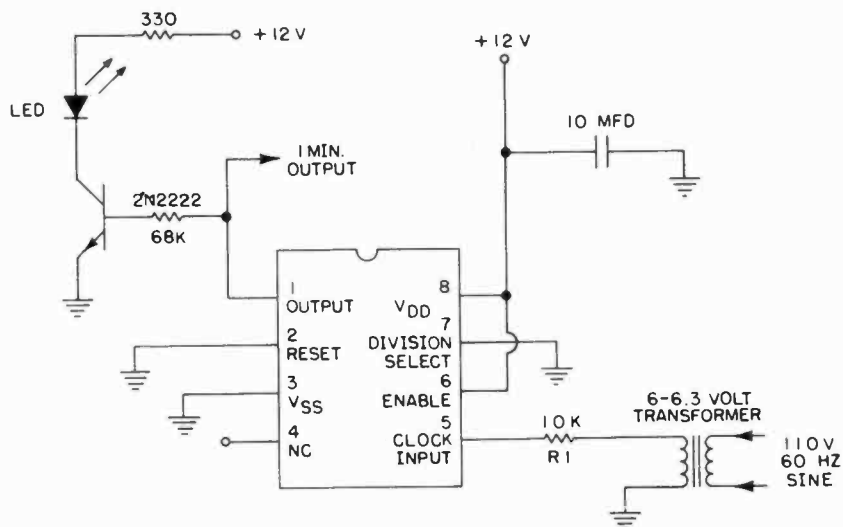 330
+12 V
+12 V
LED
10 MFD
1 MIN.
OUTPUT
2N2222
68K
1
OUTPUT
2
RESET
3
VSS
4
NC
8
VDD
7
DIVISION
SELECT
6
ENABLE
5
CLOCK
INPUT
10K
R1
6-6.3 VOLT
TRANSFORMER
110V
60 HZ
SINE